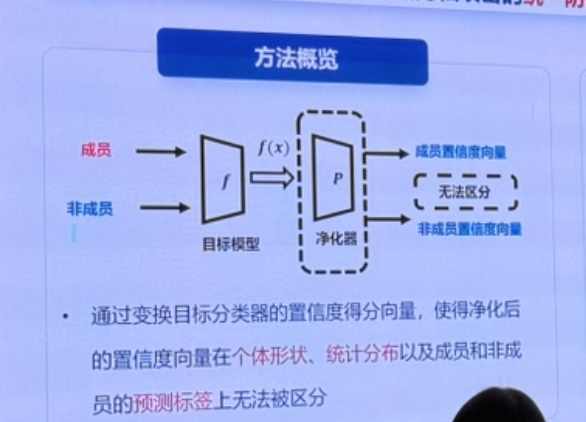 方法概览
成员
f(x)
成员置信度向量
f
P
无法区分
非成员
非成员置信度向量
目标模型
净化器
• 通过变换目标分类器的置信度得分向量，使得净化后
的置信度向量在个体形状、统计分布以及成员和非成
员的预测标签上无法被区分